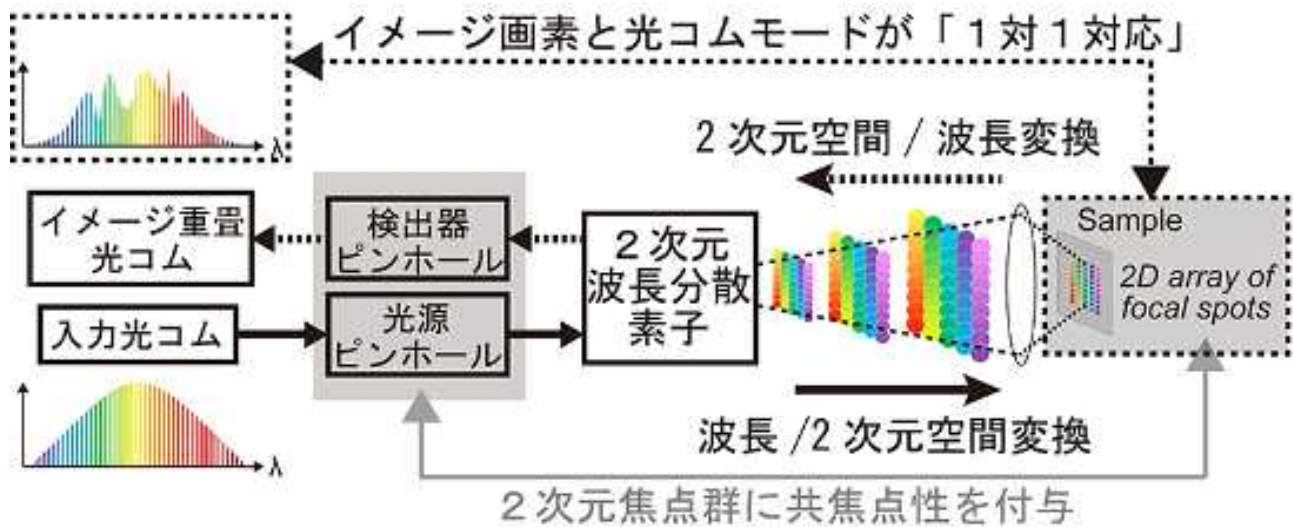 イメージ画素と光コムモードが「1対1対応」
λ
2次元空間 / 波長変換
イメージ重畳
光コム
検出器
ピンホール
2次元
波長分散
素子
Sample
2D array of
focal spots
入力光コム
光源
ピンホール
λ
波長 /2次元空間変換
2次元焦点群に共焦点性を付与